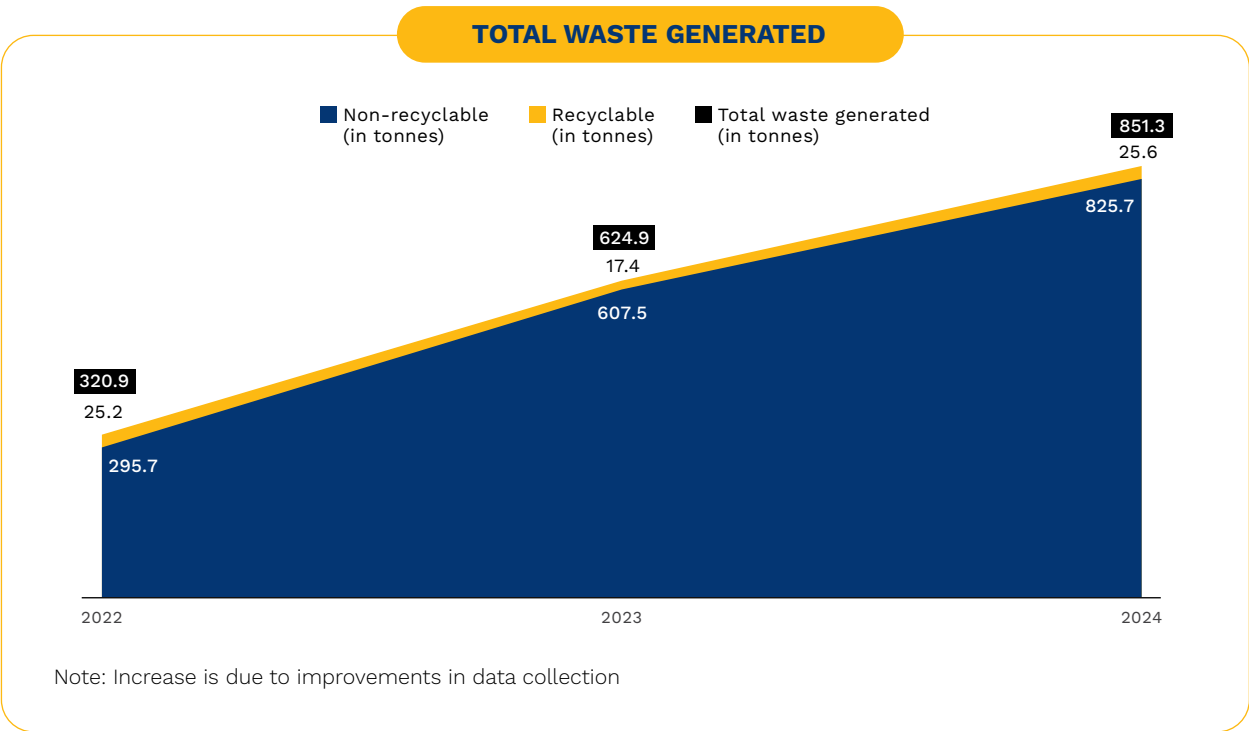 TOTAL WASTE GENERATED
Non-recyclable
(in tonnes)
Recyclable
(in tonnes)
Total waste generated
(in tonnes)
851.3
25.6
825.7
624.9
17.4
607.5
320.9
25.2
295.7
2022
2023
2024
Note: Increase is due to improvements in data collection